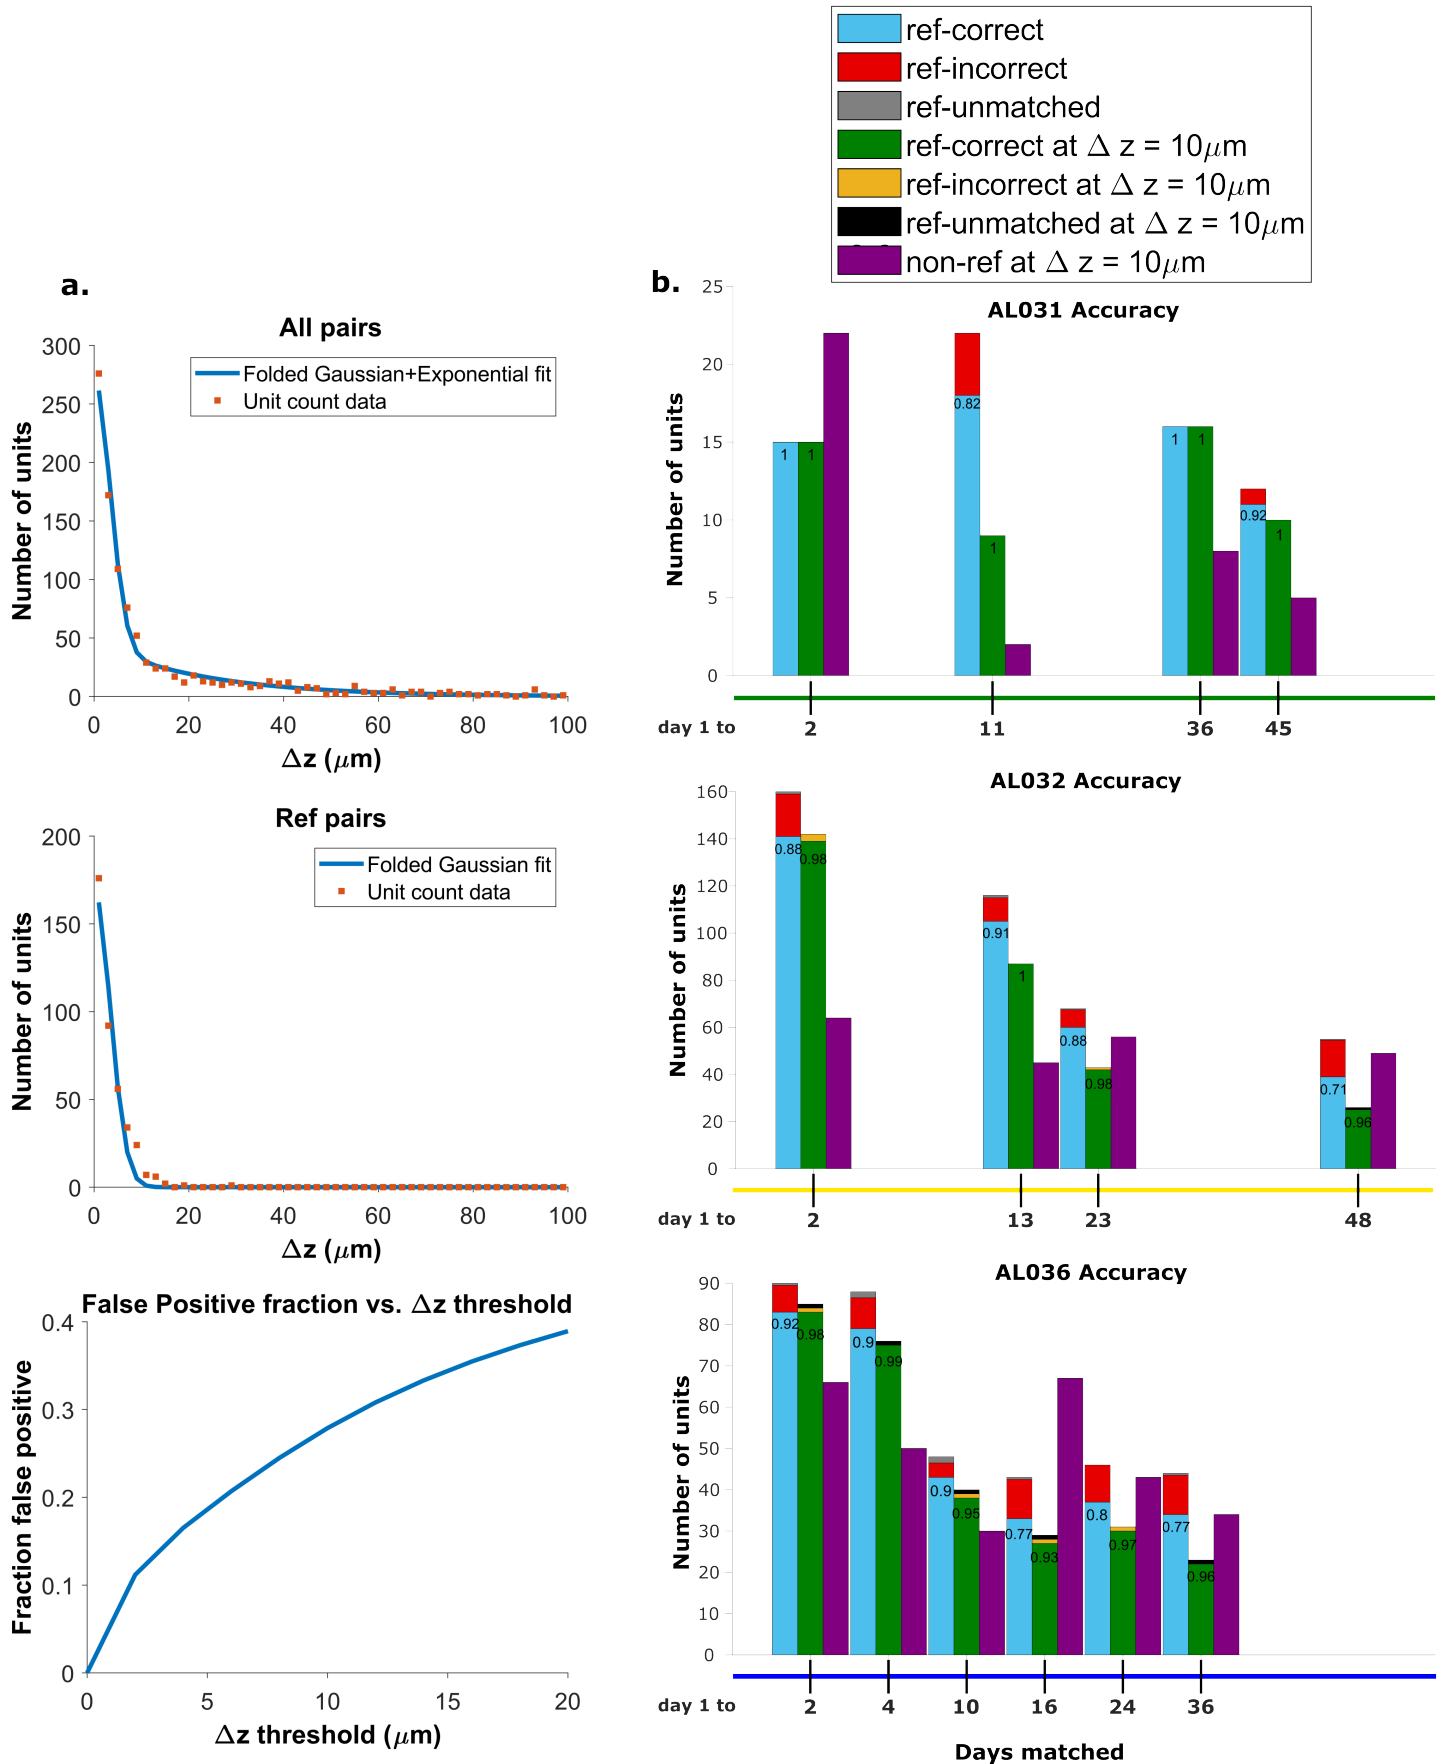 ref-correct
ref-incorrect
ref-unmatched
ref-correct at Δ z = 10μm
ref-incorrect at Δ z = 10μm
ref-unmatched at Δ z = 10μm
non-ref at Δ z = 10μm
a.
All pairs
Folded Gaussian+Exponential fit
Unit count data
Number of units
300
250
200
150
100
50
0
0 20 40 60 80 100
Δz (μm)
Ref pairs
Folded Gaussian fit
Unit count data
Number of units
200
150
100
50
0
0 20 40 60 80 100
Δz (μm)
False Positive fraction vs. Δz threshold
Fraction false positive
0.4
0.3
0.2
0.1
0
0 5 10 15 20
Δz threshold (μm)
b.
AL031 Accuracy
Number of units
25
20
15
10
5
0
1 1 0.82 1 1 1 0.92 1
day 1 to 2 11 36 45
AL032 Accuracy
Number of units
160
140
120
100
80
60
40
20
0
0.88 0.98 0.91 1 0.88 0.98 0.71 0.96
day 1 to 2 13 23 48
AL036 Accuracy
Number of units
90
80
70
60
50
40
30
20
10
0
0.92 0.98 0.9 0.99 0.9 0.95 0.77 0.93 0.8 0.97 0.77 0.96
day 1 to 2 4 10 16 24 36
Days matched